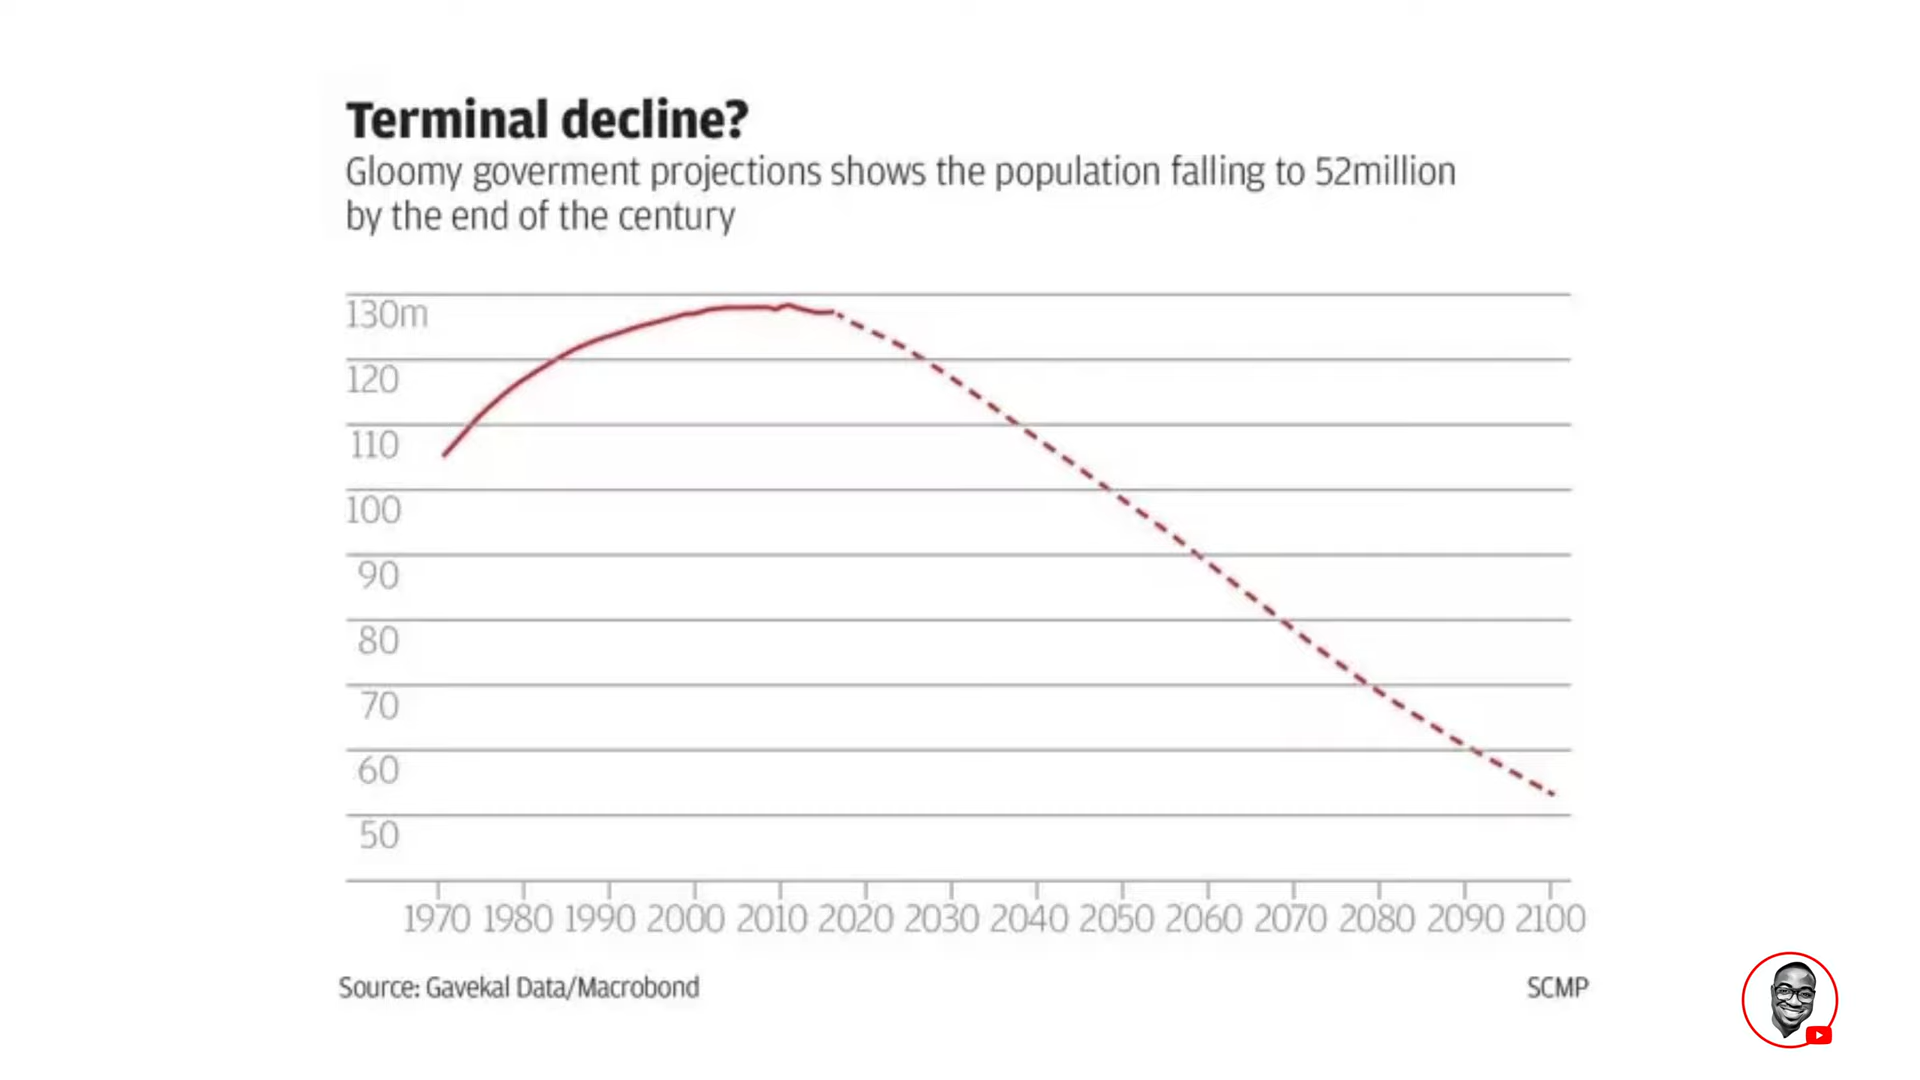 Terminal decline?
Gloomy goverment projections shows the population falling to 52million
by the end of the century
130m
120
110
100
90
80
70
60
50
1970 1980 1990 2000 2010 2020 2030 2040 2050 2060 2070 2080 2090 2100
Source: Gavekal Data/Macrobond SCMP